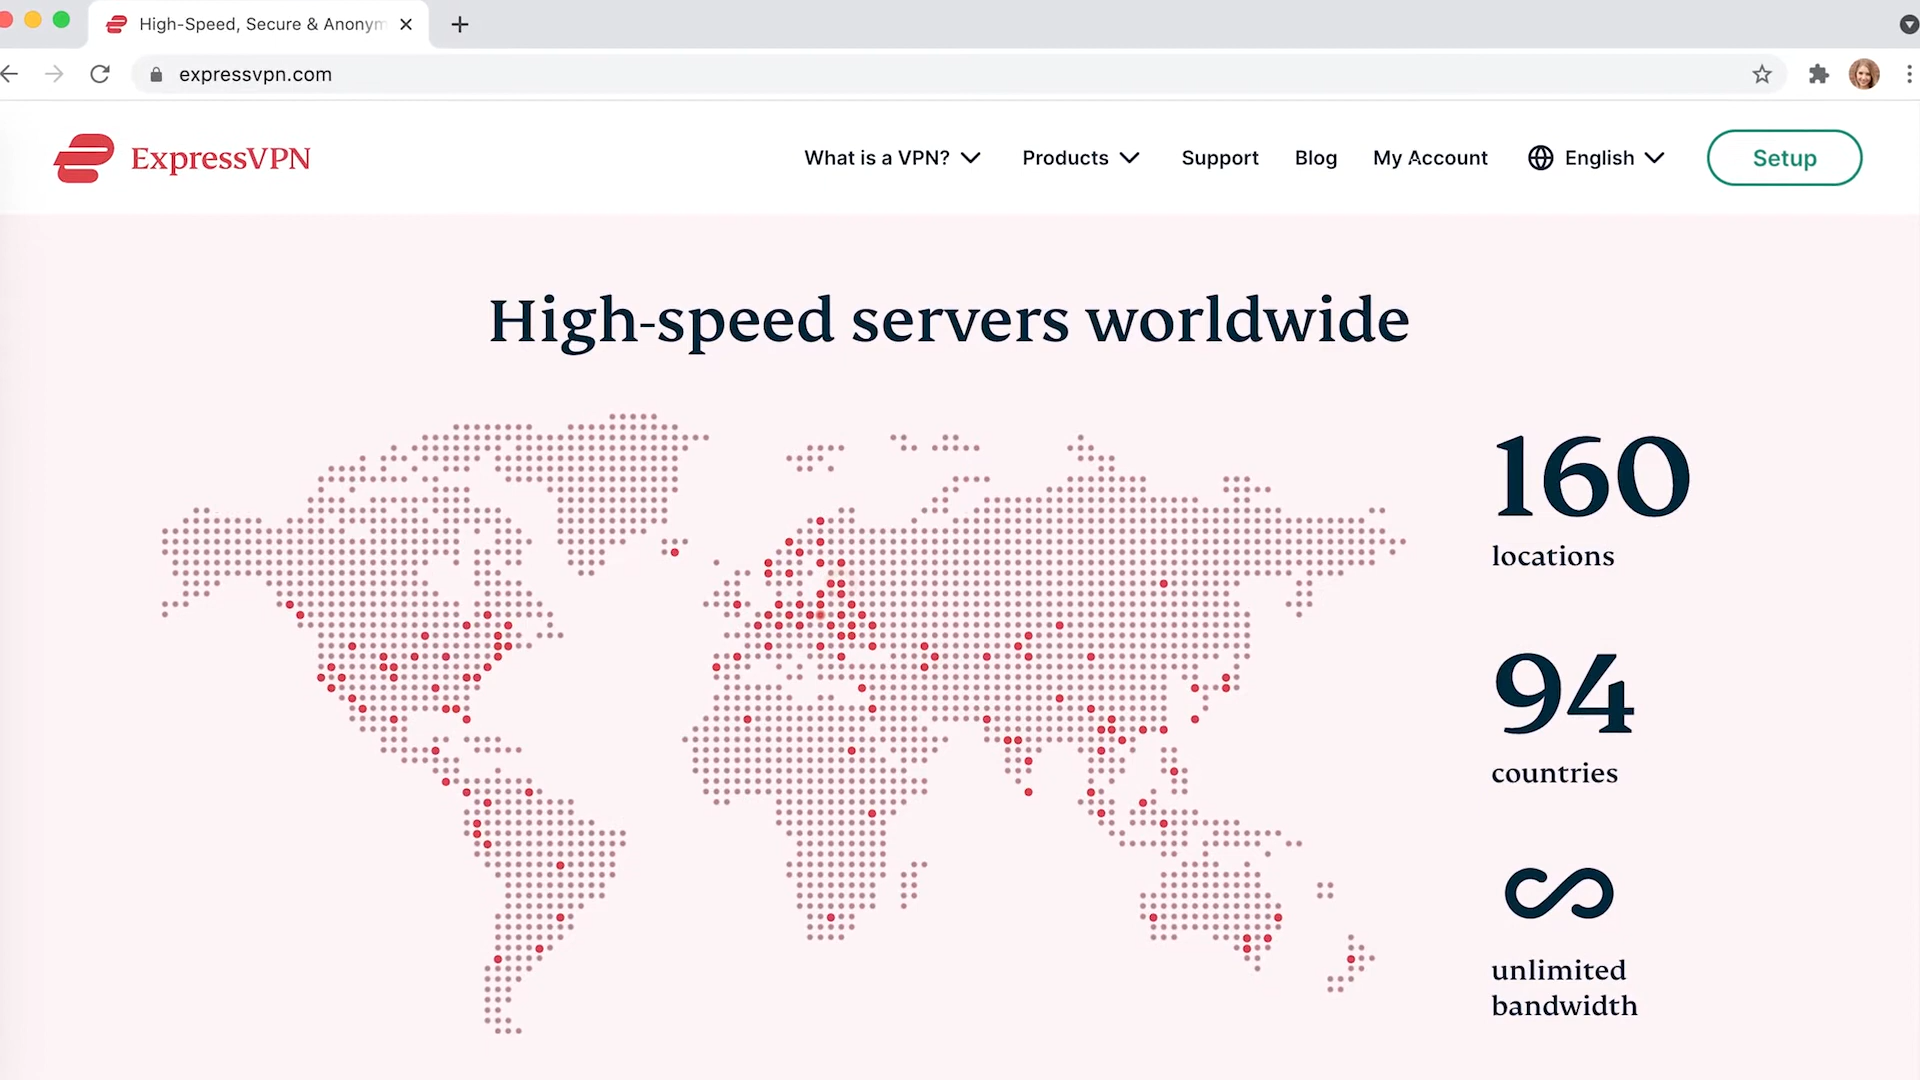 High-Speed, Secure & Anonym
expressvpn.com
ExpressVPN
What is a VPN?
Products
Support
Blog
My Account
English
Setup
High-speed servers worldwide
160
locations
94
countries
unlimited
bandwidth